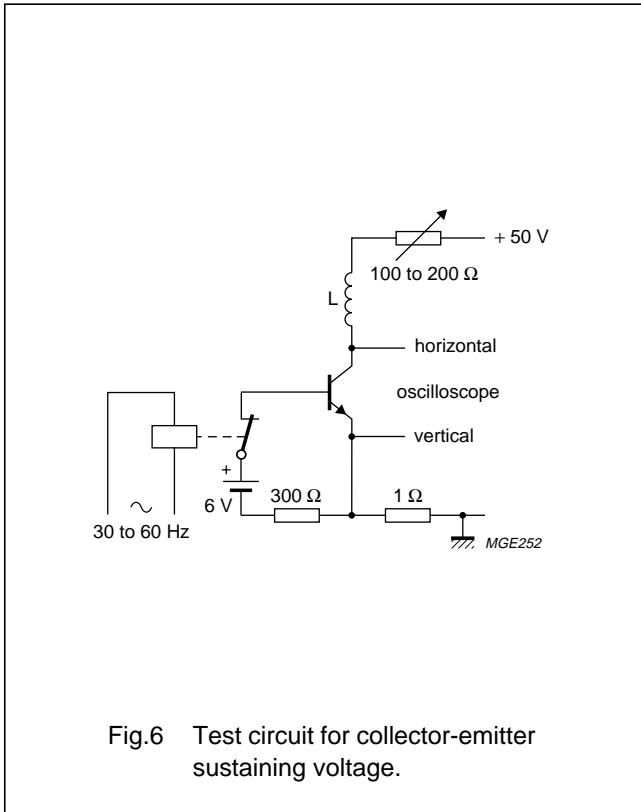 + 50 V
100 to 200 Ω
L
horizontal
oscilloscope
vertical
+
6 V
300 Ω
1 Ω
30 to 60 Hz
MGE252
Fig.6 Test circuit for collector-emitter
sustaining voltage.